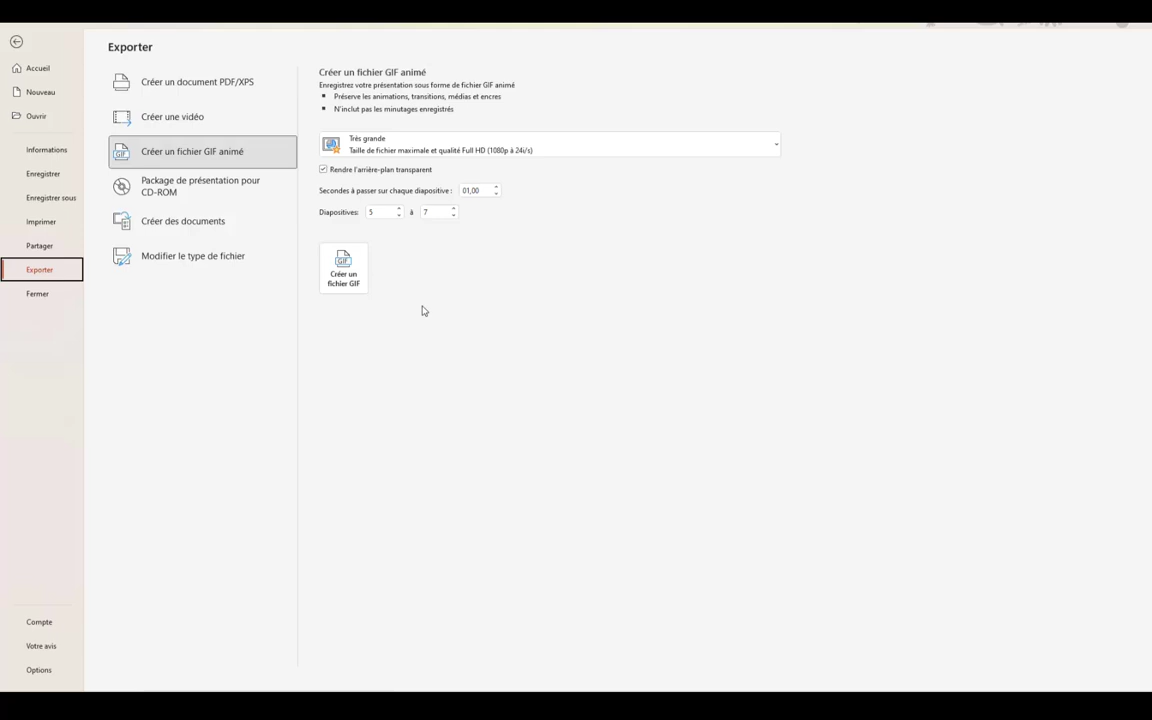 Exporter
Accueil
Nouveau
Ouvrir
Informations
Enregistrer
Enregistrer sous
Imprimer
Partager
Exporter
Fermer
Compte
Votre avis
Options
Créer un document PDF/XPS
Créer une vidéo
GIF
Créer un fichier GIF animé
Package de présentation pour
CD-ROM
Créer des documents
Modifier le type de fichier
Créer un fichier GIF animé
Enregistrez votre présentation sous forme de fichier GIF animé
Préserve les animations, transitions, médias et encres
N'inclut pas les minutages enregistrés
Très grande
Taille de fichier maximale et qualité Full HD (1080p à 24i/s)
Rendre l'arrière-plan transparent
Secondes à passer sur chaque diapositive : 01,00
Diapositives: 5 à 7
GIF
Créer un
fichier GIF